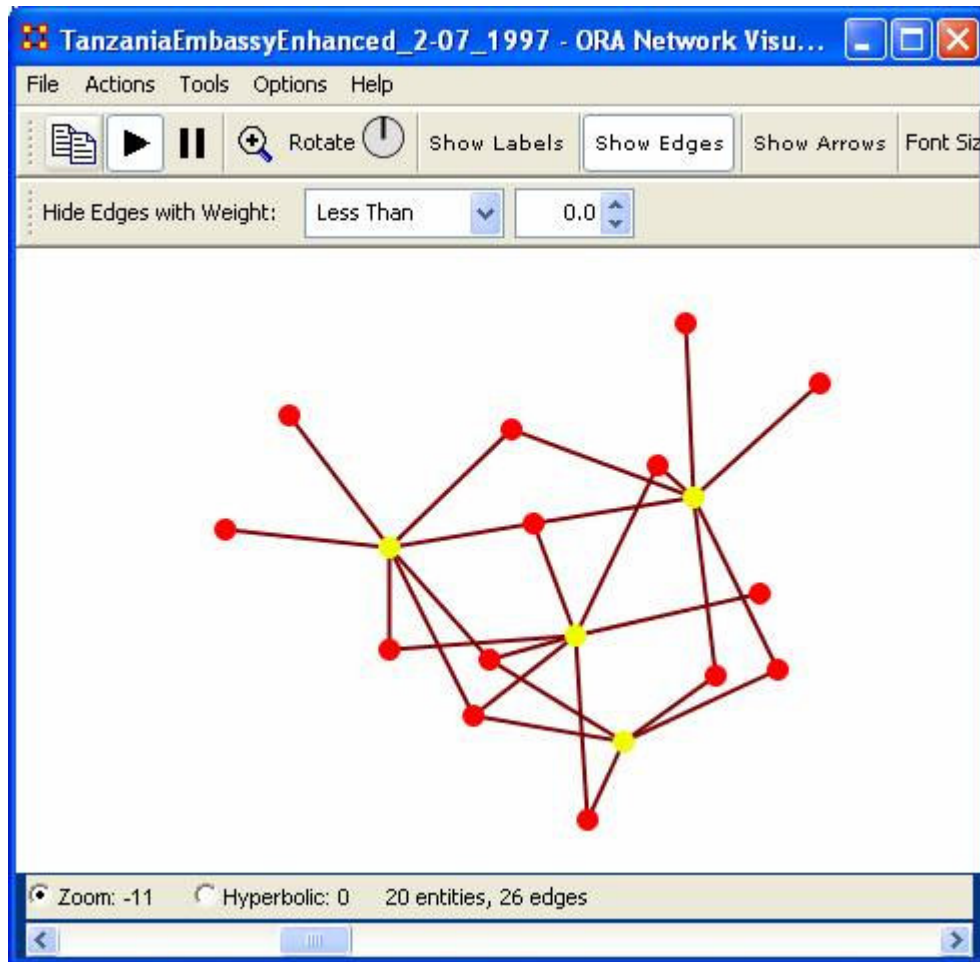 TanzaniaEmbassyEnhanced_2-07_1997 - ORA Network Visu...
File Actions Tools Options Help
Rotate Show Labels Show Edges Show Arrows Font Siz
Hide Edges with Weight: Less Than 0.0
Zoom: -11 Hyperbolic: 0 20 entities, 26 edges